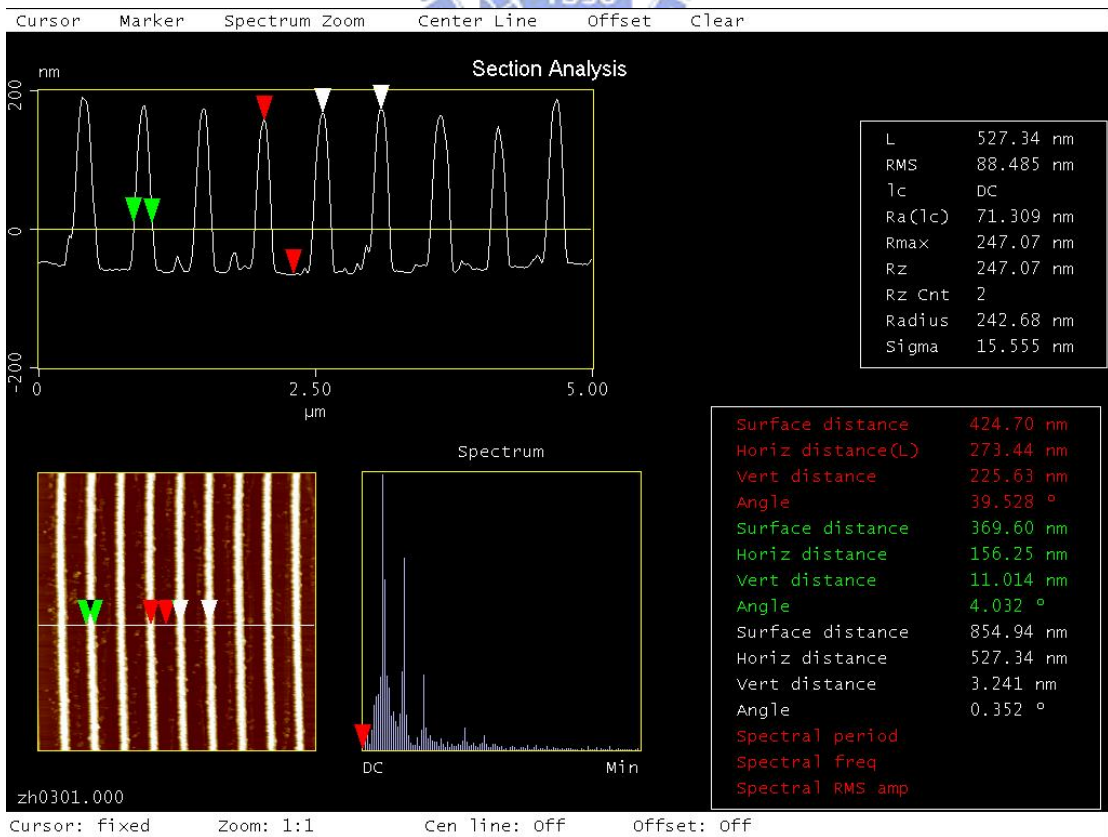 1896
Cursor Marker Spectrum Zoom Center Line Offset Clear
Section Analysis
nm
200
0
-200
0 2.50 5.00
µm
L 527.34 nm
RMS 88.485 nm
lc DC
Ra(lc) 71.309 nm
Rmax 247.07 nm
Rz 247.07 nm
Rz Cnt 2
Radius 242.68 nm
Sigma 15.555 nm
Surface distance 424.70 nm
Horiz distance(L) 273.44 nm
Vert distance 225.63 nm
Angle 39.528 °
Surface distance 369.60 nm
Horiz distance 156.25 nm
Vert distance 11.014 nm
Angle 4.032 °
Surface distance 854.94 nm
Horiz distance 527.34 nm
Vert distance 3.241 nm
Angle 0.352 °
Spectral period
Spectral freq
Spectral RMS amp
Spectrum
DC Min
zh0301.000
Cursor: fixed Zoom: 1:1 Cen line: Off Offset: Off